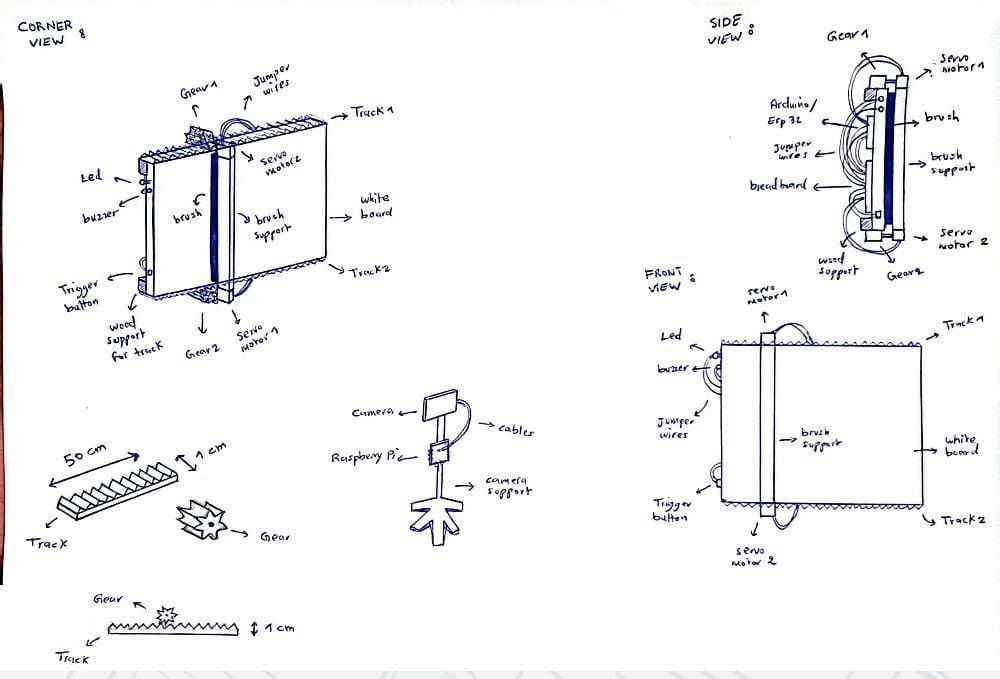 CORNER
VIEW :
Gear 1
Jumper
wires
Track 1
Led
buzzer
servo
motor 2
brush
brush
support
white
board
Trigger
button
wood
support
for track
Gear 2
servo
motor 1
Track 2
SIDE
VIEW :
Gear 1
servo
motor 1
Arduino/
Esp 32
brush
Jumper
wires
brush
support
breadboard
wood
support
Gear 2
servo
motor 2
FRONT
VIEW :
servo
motor 1
Led
Track 1
buzzer
Jumper
wires
brush
support
white
board
Trigger
button
Track 2
servo
motor 2
50 cm
1 cm
Track
Gear
camera
cables
Raspberry Pi
camera
support
Gear
1 cm
Track